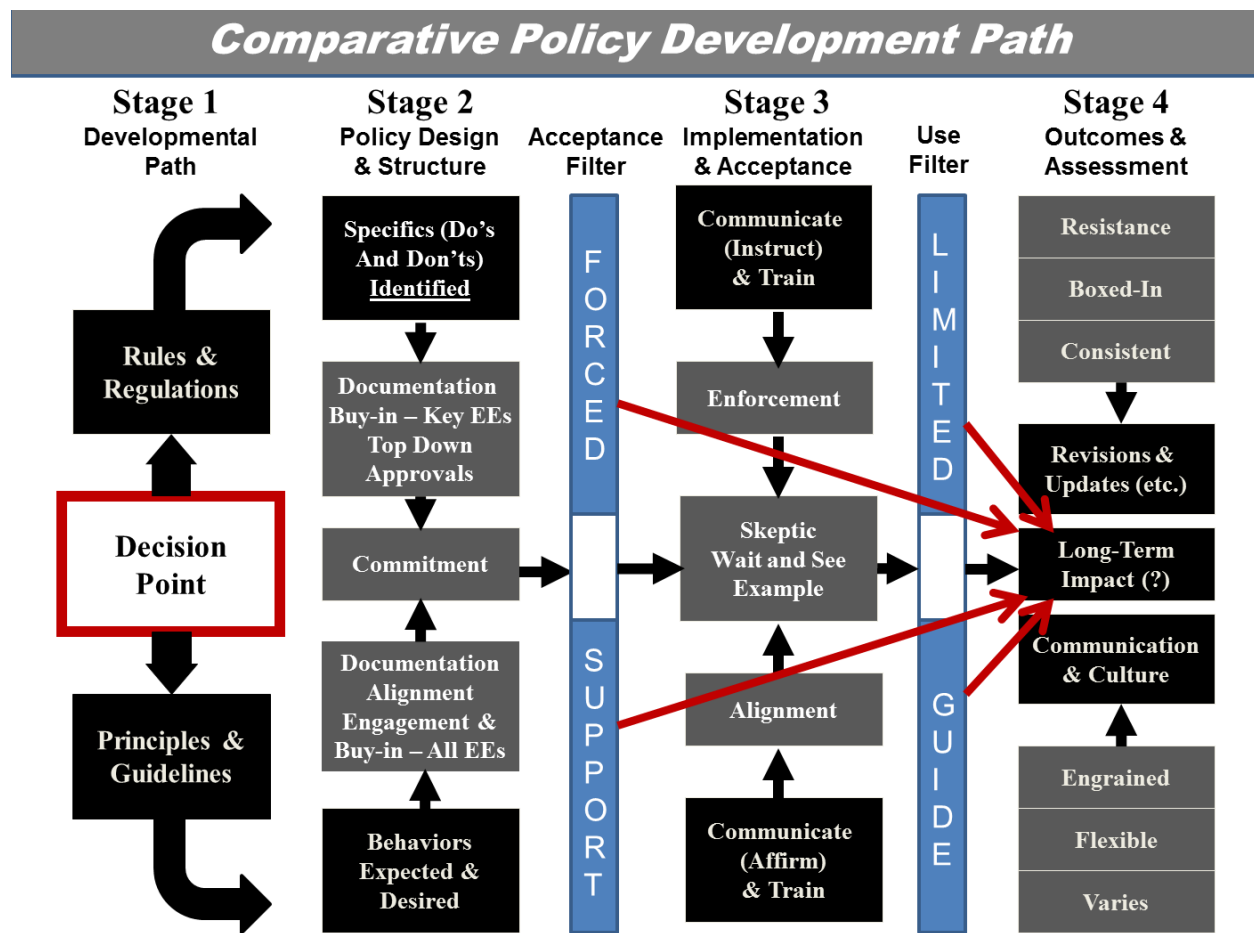 Comparative Policy Development Path
Stage 1
Developmental
Path
Stage 2
Policy Design
& Structure
Acceptance
Filter
Stage 3
Implementation
& Acceptance
Use
Filter
Stage 4
Outcomes &
Assessment
Rules &
Regulations
Decision
Point
Principles &
Guidelines
Specifics (Do's
And Don'ts)
Identified
Documentation
Buy-in – Key EEs
Top Down
Approvals
Commitment
Documentation
Alignment
Engagement &
Buy-in – All EEs
Behaviors
Expected &
Desired
FORCED
SUPPORT
Communicate
(Instruct)
& Train
Enforcement
Skeptic
Wait and See
Example
Alignment
Communicate
(Affirm)
& Train
LIMITED
GUIDE
Resistance
Boxed-In
Consistent
Revisions &
Updates (etc.)
Long-Term
Impact (?)
Communication
& Culture
Engrained
Flexible
Varies